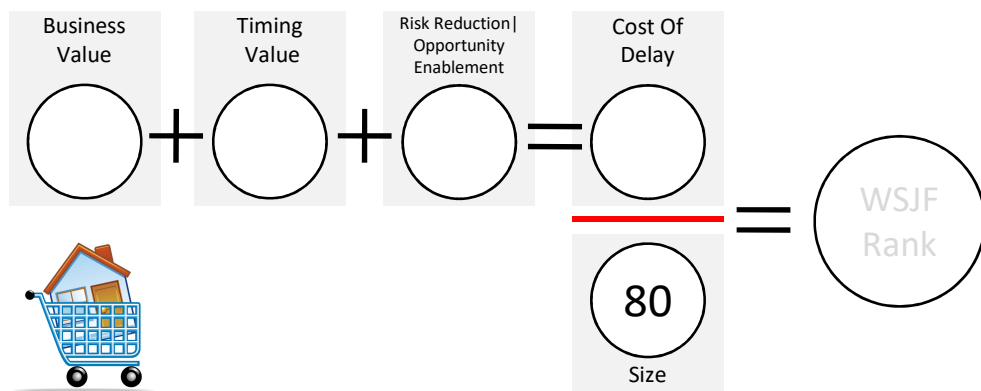 Business
Value
Timing
Value
Risk Reduction|
Opportunity
Enablement
Cost Of
Delay
+
+
=
=
WSJF
Rank
80
Size